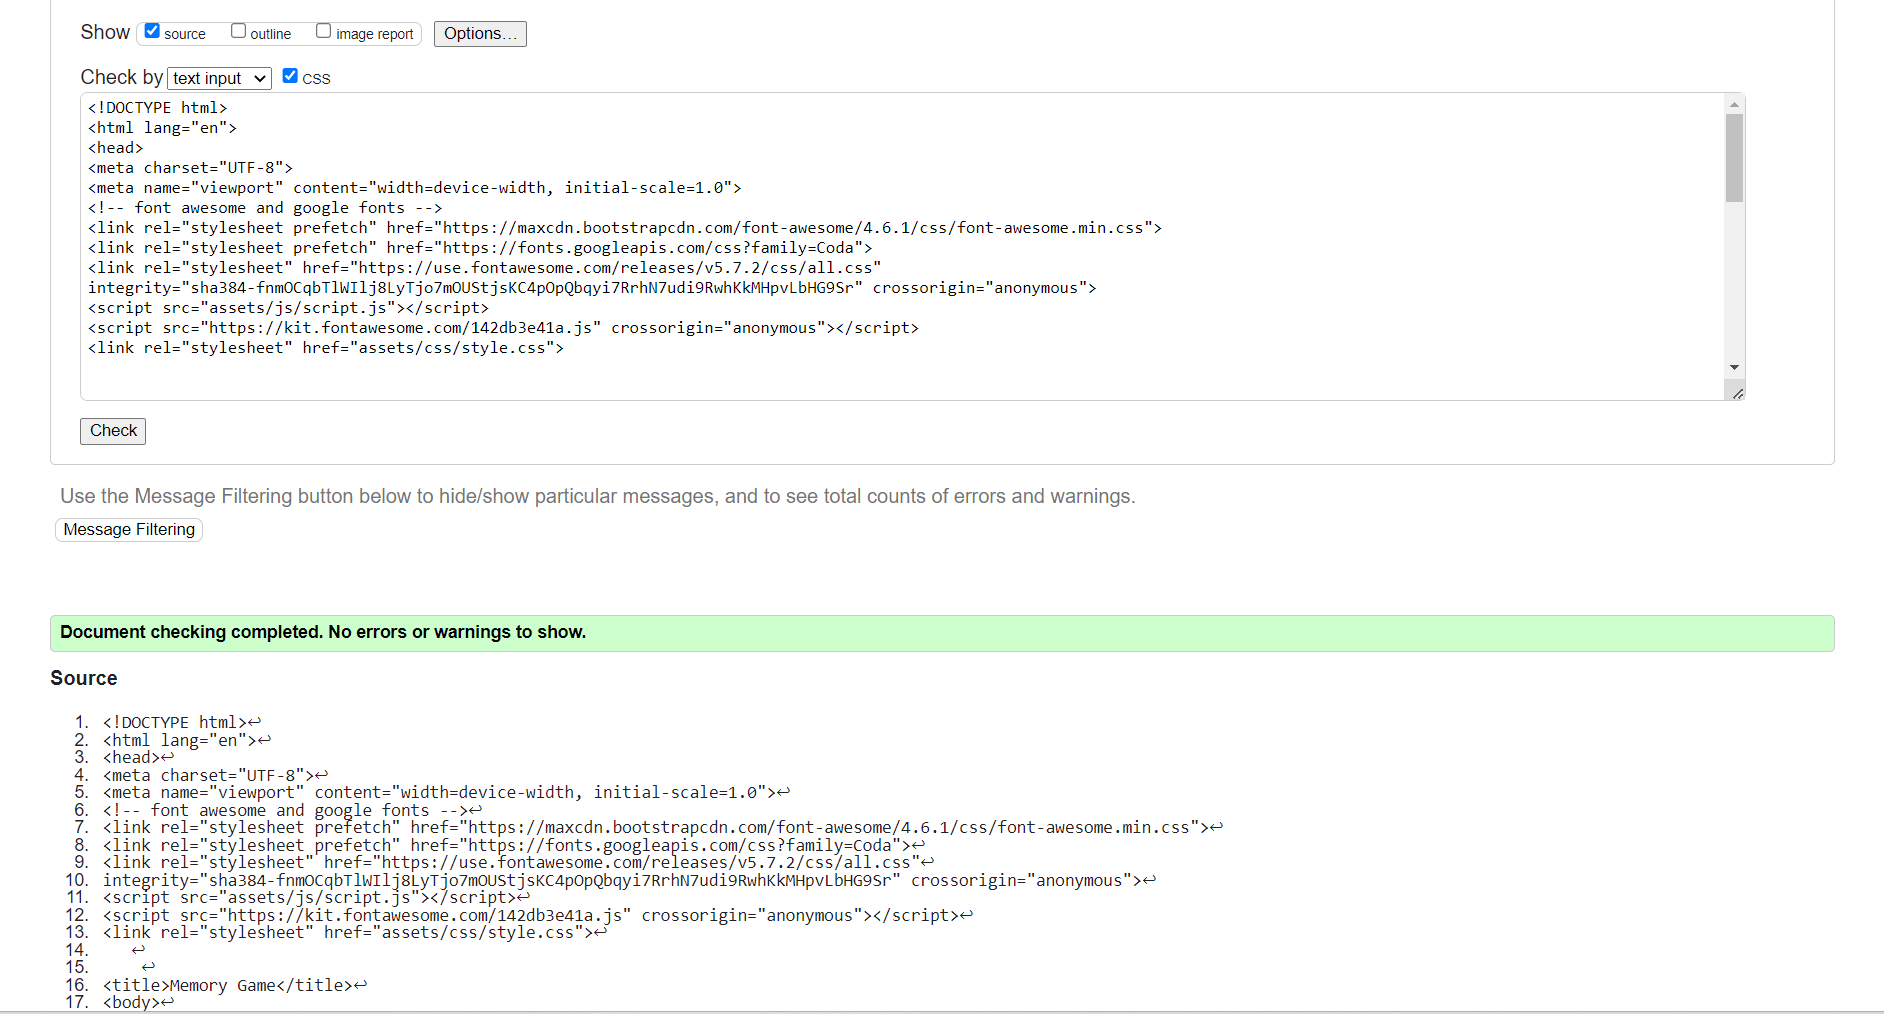 Show source outline image report Options...
Check by text input CSS
<!DOCTYPE html>
<html lang="en">
<head>
<meta charset="UTF-8">
<meta name="viewport" content="width=device-width, initial-scale=1.0">
<!-- font awesome and google fonts -->
<link rel="stylesheet prefetch" href="https://maxcdn.bootstrapcdn.com/font-awesome/4.6.1/css/font-awesome.min.css">
<link rel="stylesheet prefetch" href="https://fonts.googleapis.com/css?family=Coda">
<link rel="stylesheet" href="https://use.fontawesome.com/releases/v5.7.2/css/all.css"
integrity="sha384-fnmOCqbTlWIlj8LyTjo7mOUStjsKC4pOpQbqyi7RrhN7udi9RwhKkMHpvLbHG9Sr" crossorigin="anonymous">
<script src="assets/js/script.js"></script>
<script src="https://kit.fontawesome.com/142db3e41a.js" crossorigin="anonymous"></script>
<link rel="stylesheet" href="assets/css/style.css">
Check
Use the Message Filtering button below to hide/show particular messages, and to see total counts of errors and warnings.
Message Filtering
Document checking completed. No errors or warnings to show.
Source
1. <!DOCTYPE html>↩
2. <html lang="en">↩
3. <head>↩
4. <meta charset="UTF-8">↩
5. <meta name="viewport" content="width=device-width, initial-scale=1.0">↩
6. <!-- font awesome and google fonts -->↩
7. <link rel="stylesheet prefetch" href="https://maxcdn.bootstrapcdn.com/font-awesome/4.6.1/css/font-awesome.min.css">↩
8. <link rel="stylesheet prefetch" href="https://fonts.googleapis.com/css?family=Coda">↩
9. <link rel="stylesheet" href="https://use.fontawesome.com/releases/v5.7.2/css/all.css"↩
10. integrity="sha384-fnmOCqbTlWIlj8LyTjo7mOUStjsKC4pOpQbqyi7RrhN7udi9RwhKkMHpvLbHG9Sr" crossorigin="anonymous">↩
11. <script src="assets/js/script.js"></script>↩
12. <script src="https://kit.fontawesome.com/142db3e41a.js" crossorigin="anonymous"></script>↩
13. <link rel="stylesheet" href="assets/css/style.css">↩
14. ↩
15. ↩
16. <title>Memory Game</title>↩
17. <body>↩